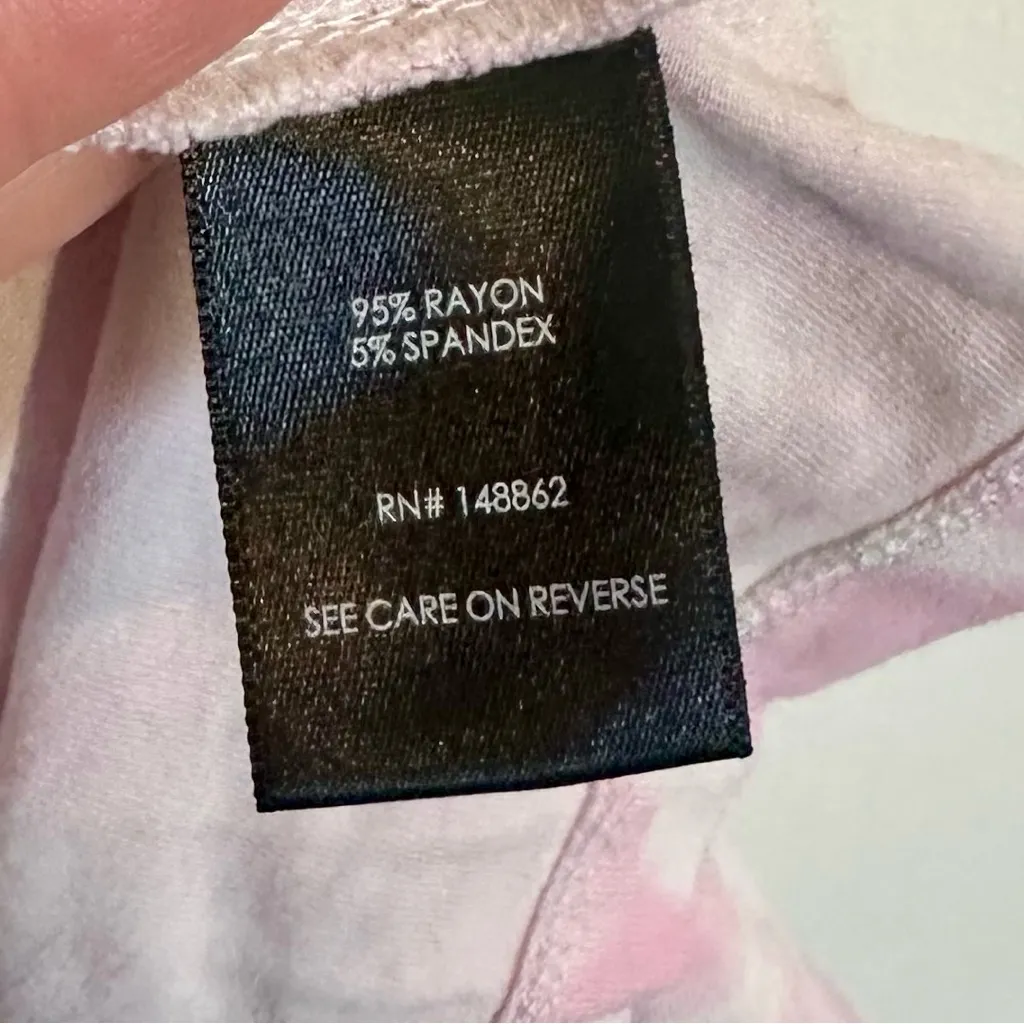 95% RAYON
5% SPANDEX
RN# 148862
SEE CARE ON REVERSE